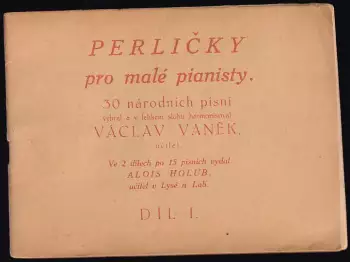 PERLIČKY
pro malé pianisty.
30 národních písní
vybral a v lehkém slohu harmonisoval
VÁCLAV VANĚK,
učitel.
Ve 2 dílech po 15 písních vydal
ALOIS HOLUB,
učitel v Lysé n. Lab.
DÍL I.